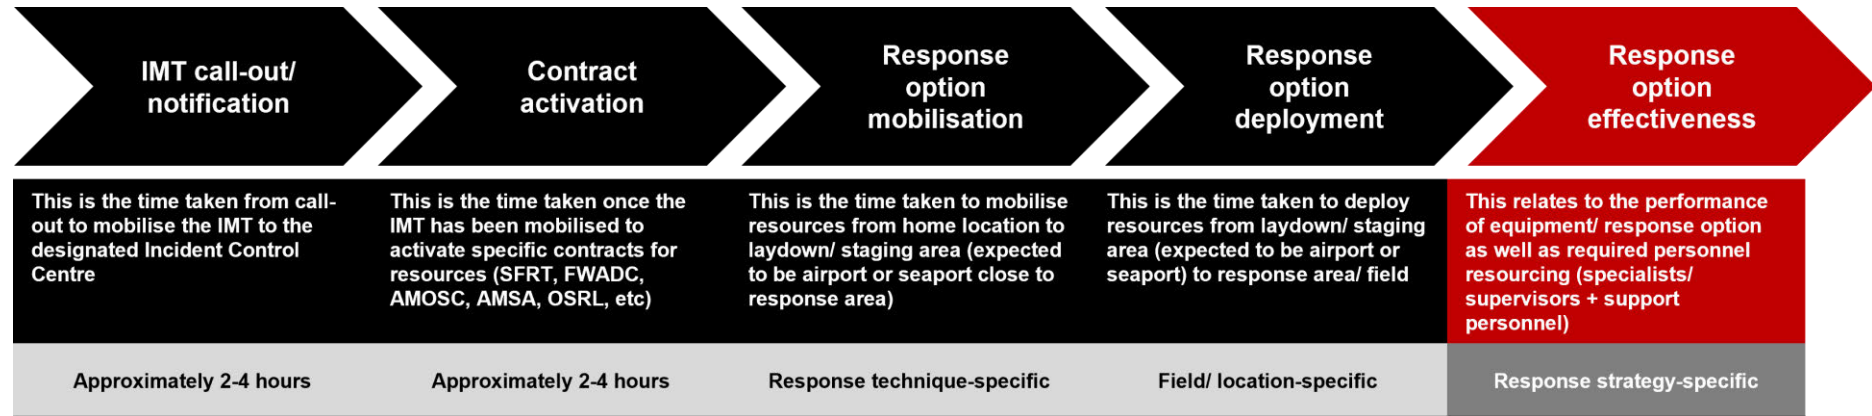 IMT call-out/
notification
Contract
activation
Response
option
mobilisation
Response
option
deployment
Response
option
effectiveness
This is the time taken from call-
out to mobilise the IMT to the
designated Incident Control
Centre
This is the time taken once the
IMT has been mobilised to
activate specific contracts for
resources (SFRT, FWADC,
AMOSC, AMSA, OSRL, etc)
This is the time taken to mobilise
resources from home location to
laydown/ staging area (expected
to be airport or seaport close to
response area)
This is the time taken to deploy
resources from laydown/ staging
area (expected to be airport or
seaport) to response area/ field
This relates to the performance
of equipment/ response option
as well as required personnel
resourcing (specialists/
supervisors + support
personnel)
Approximately 2-4 hours
Approximately 2-4 hours
Response technique-specific
Field/ location-specific
Response strategy-specific